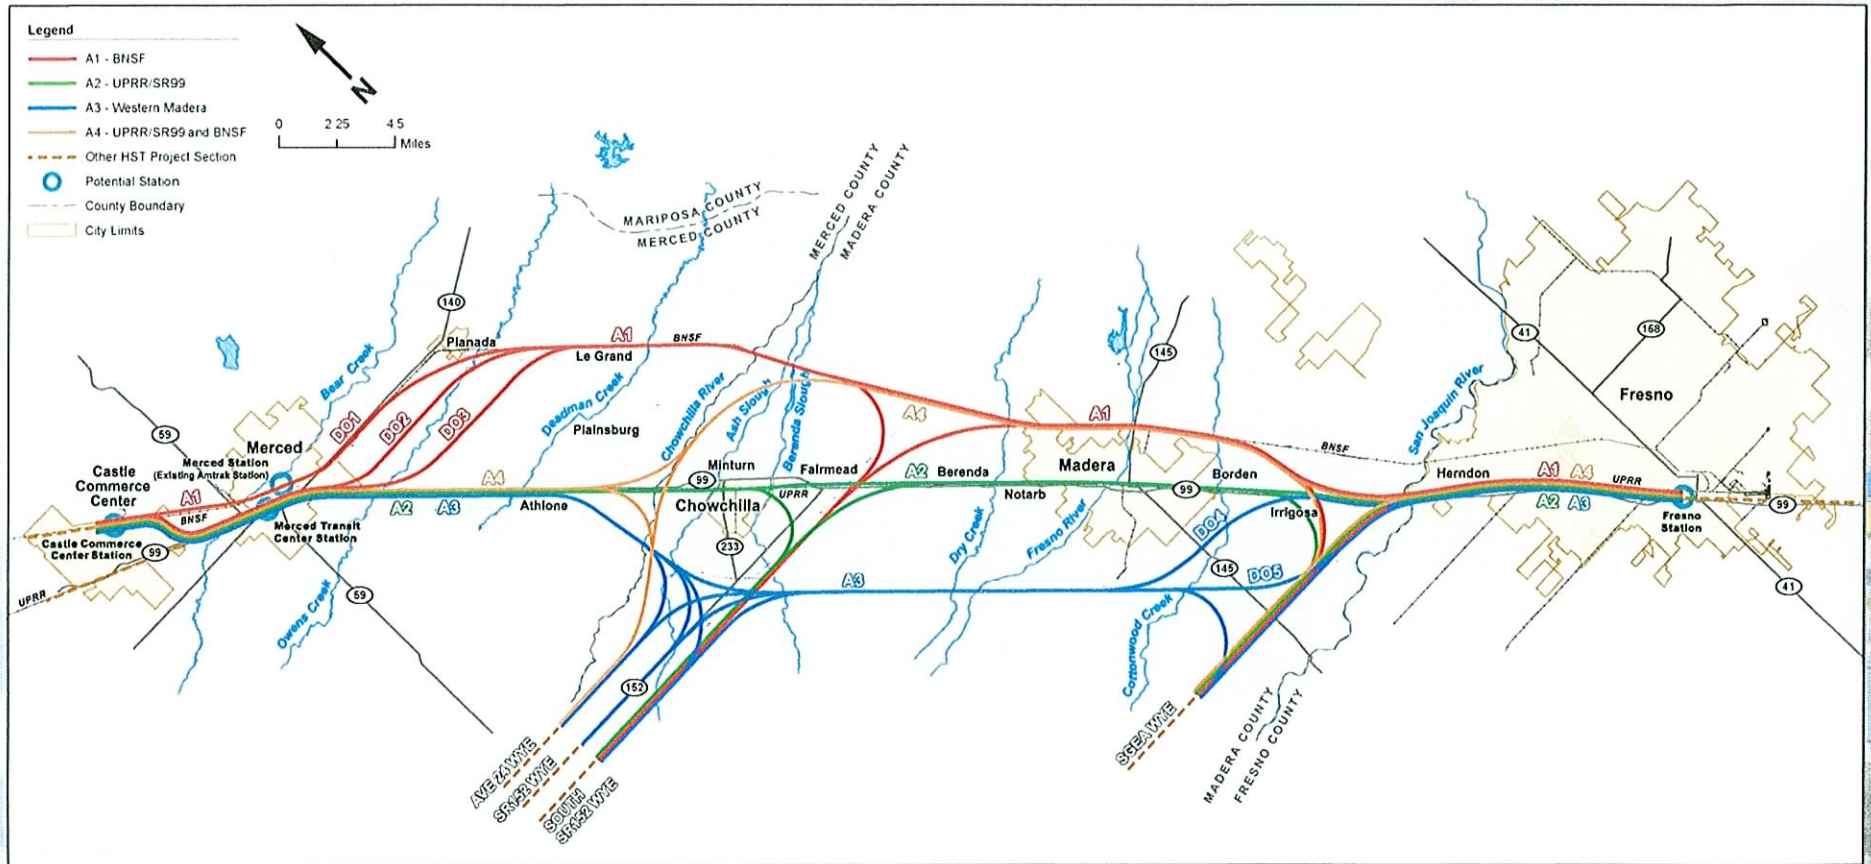 Legend
A1 - BNSF
A2 - UPRR/SR99
A3 - Western Madera
A4 - UPRR/SR99 and BNSF
Other HST Project Section
Potential Station
County Boundary
City Limits
N
0 2.25 4.5
Miles
MARIPOSA COUNTY
MERCED COUNTY
MERCED COUNTY
MADERA COUNTY
140
Planada
A1
BNSF
Le Grand
Bear Creek
DO1
DO2
DO3
Deadman Creek
Plainsburg
Chowchilla River
Ash Slough
Berenda Slough
A4
A1
145
41
168
Fresno
San Joaquin River
BNSF
59
Merced
Merced Station
(Existing Amtrak Station)
Castle
Commerce
Center
A1
BNSF
Castle Commerce
Center Station
99
UPRR
Merced Transit
Center Station
A4
A2 A3
Athlone
Owens Creek
59
Minturn
99
UPRR
Chowchilla
233
Fairmead
A2
Berenda
Notarb
Madera
99
Borden
Irrigosa
Herndon
A1 A4
UPRR
A2 A3
Fresno
Station
99
41
Dry Creek
Fresno River
A3
DO4
145
DO5
Cottonwood Creek
152
AVE 24 WYE
SR152 WYE
SOUTH
SR152 WYE
SGEA WYE
MADERA COUNTY
FRESNO COUNTY